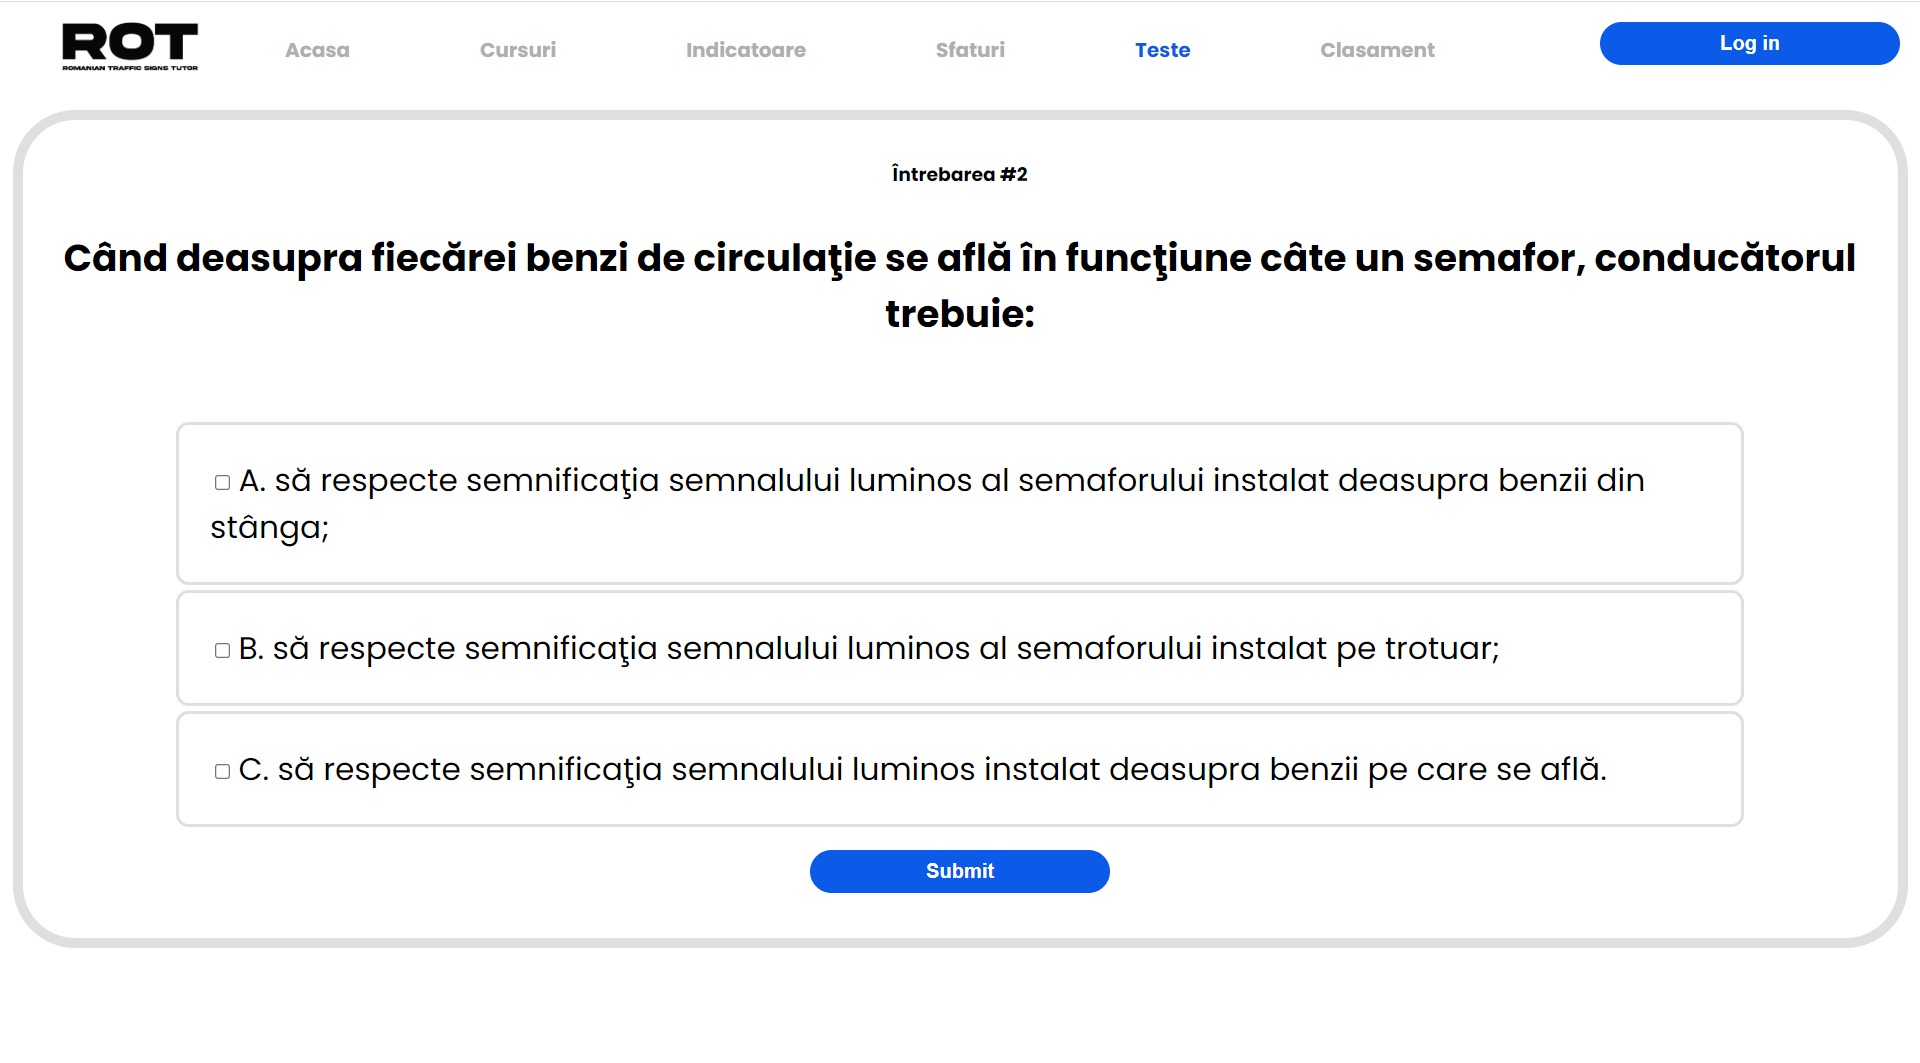 ROT
ROMANIAN TRAFFIC SIGNS TUTOR
Acasa
Cursuri
Indicatoare
Sfaturi
Teste
Clasament
Log in
Întrebarea #2
Când deasupra fiecărei benzi de circulaţie se află în funcţiune câte un semafor, conducătorul
trebuie:
A. să respecte semnificaţia semnalului luminos al semaforului instalat deasupra benzii din
stânga;
B. să respecte semnificaţia semnalului luminos al semaforului instalat pe trotuar;
C. să respecte semnificaţia semnalului luminos instalat deasupra benzii pe care se află.
Submit